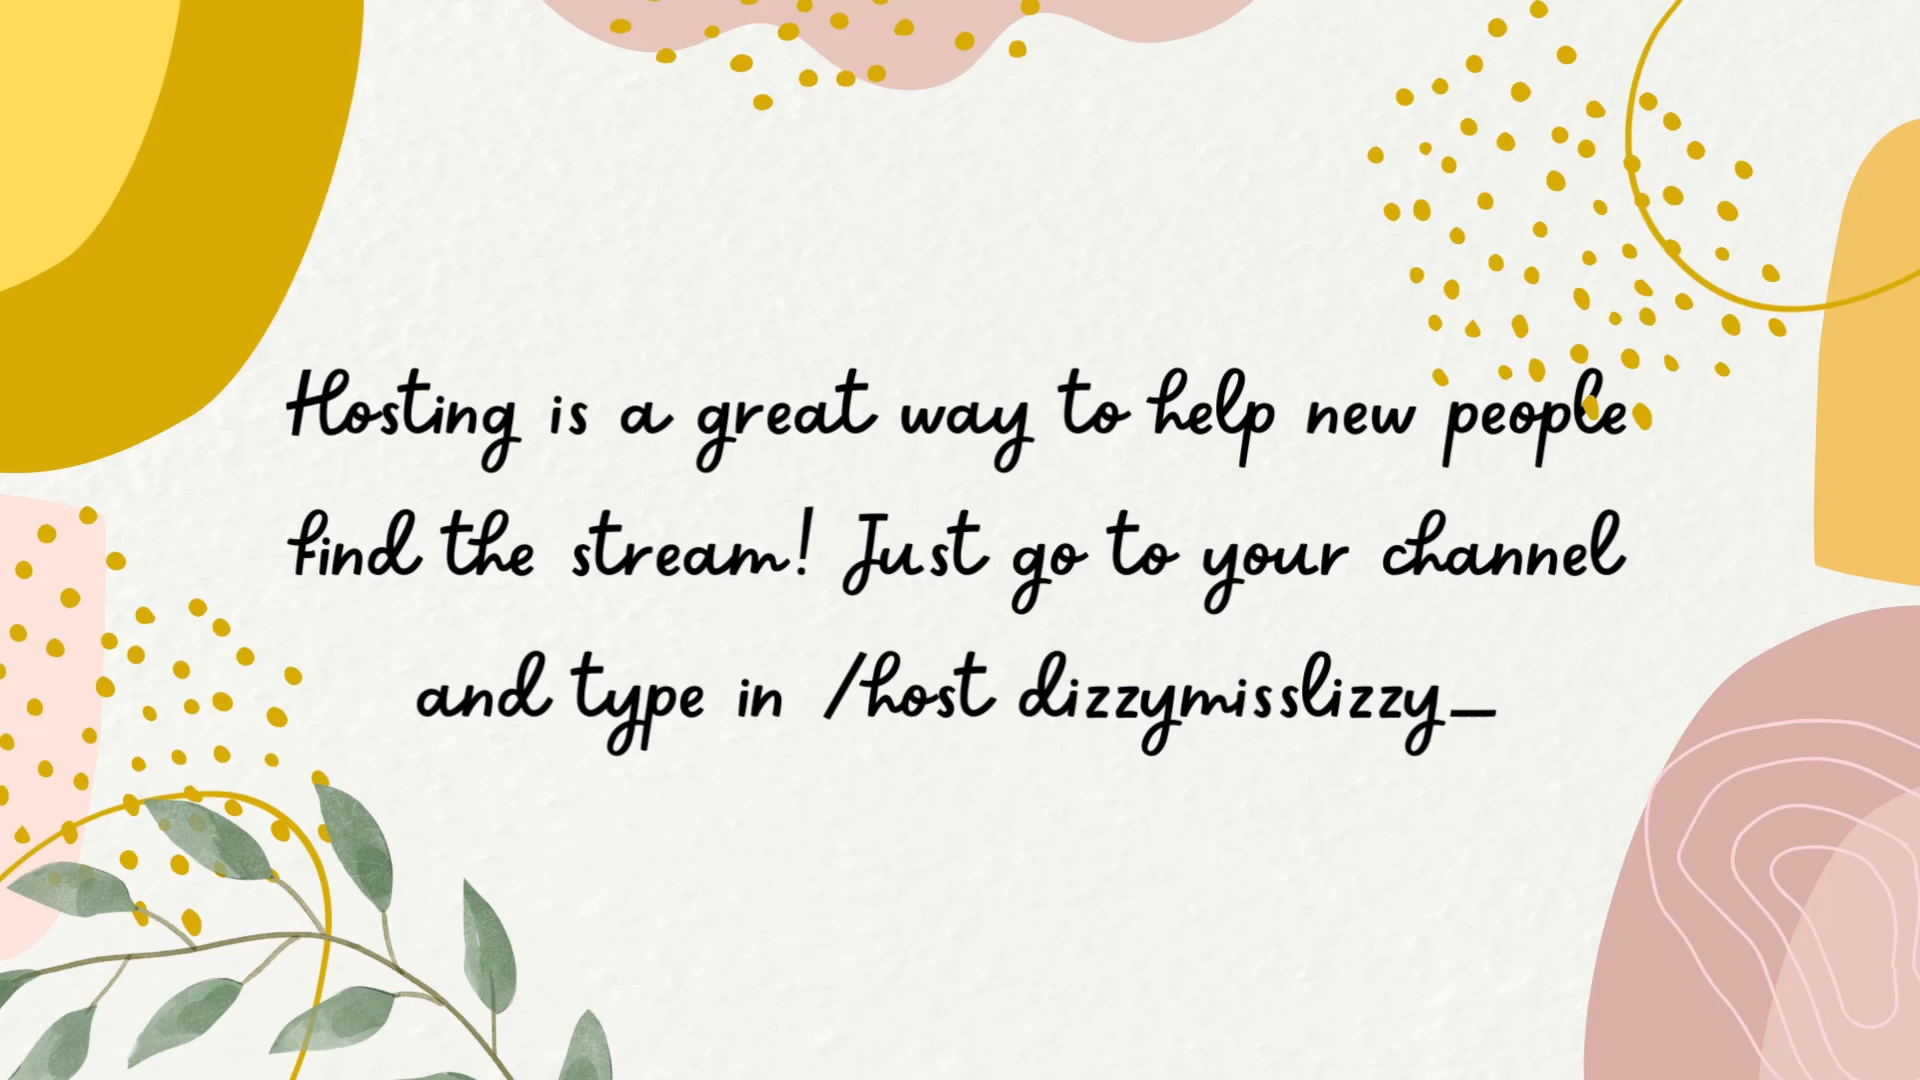 Hosting is a great way to help new people
find the stream! Just go to your channel
and type in /host dizzymisslizzy_